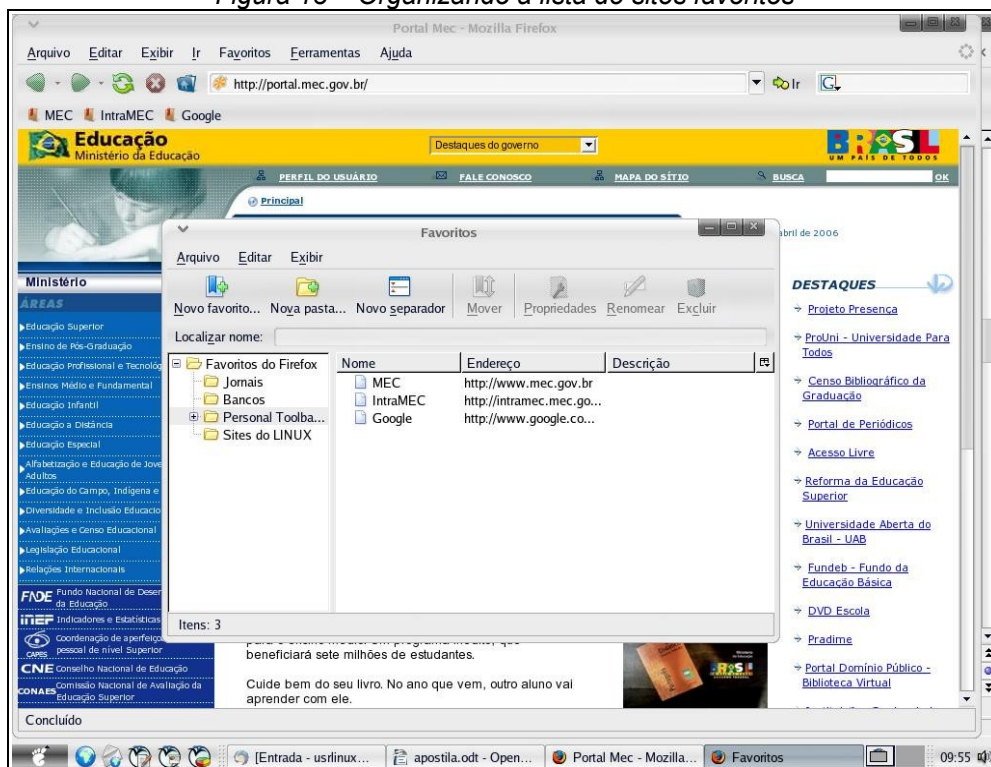 Figura 15 – Organizando a lista do sites favoritos
Portal Mec - Mozilla Firefox
Arquivo Editar Exibir Ir Favoritos Ferramentas Ajuda
http://portal.mec.gov.br/
Ir
MEC IntraMEC Google
Educação
Ministério da Educação
Destaques do governo
BRASIL
UM PAÍS DE TODOS
PERFIL DO USUÁRIO FALE CONOSCO MAPA DO SÍTIO BUSCA OK
Principal
abril de 2006
Favoritos
Arquivo Editar Exibir
Novo favorito... Nova pasta... Novo separador Mover Propriedades Renomear Excluir
Localizar nome:
Favoritos do Firefox
Jornais
Bancos
Personal Toolba...
Sites do LINUX
Nome Endereço Descrição
MEC http://www.mec.gov.br
IntraMEC http://intramec.mec.go...
Google http://www.google.co...
Itens: 3
Ministério
ÁREAS
Educação Superior
Ensino de Pós-Graduação
Educação Profissional e Tecnológ
Ensinos Médio e Fundamental
Educação Infantil
Educação a Distância
Educação Especial
Alfabetização e Educação de Jove
Adultos
Educação do Campo, Indígena e
Diversidade e Inclusão Educacio
Avaliações e Censo Educacional
Legislação Educacional
Relações Internacionais
FNDE Fundo Nacional de Desen
da Educação
INEP Indicadores e Estatísticas
CAPES Coordenação de aperfeiço
pessoal de nível Superior
CNE Conselho Nacional de Educação
CONAES Comissão Nacional de Avaliação da
Educação Superior
beneficiará sete milhões de estudantes.
Cuide bem do seu livro. No ano que vem, outro aluno vai
aprender com ele.
DESTAQUES
Projeto Presença
ProUni - Universidade Para
Todos
Censo Bibliográfico da
Graduação
Portal de Periódicos
Acesso Livre
Reforma da Educação
Superior
Universidade Aberta do
Brasil - UAB
Fundeb - Fundo da
Educação Básica
DVD Escola
Pradime
Portal Domínio Público -
Biblioteca Virtual
Concluído
[Entrada - usrlinux... apostila.odt - Open... Portal Mec - Mozilla... Favoritos 09:55